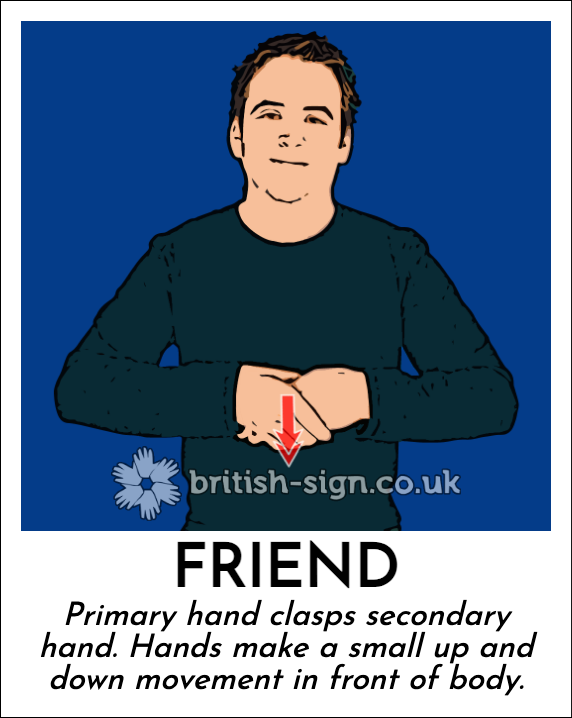 british-sign.co.uk
FRIEND
Primary hand clasps secondary
hand. Hands make a small up and
down movement in front of body.